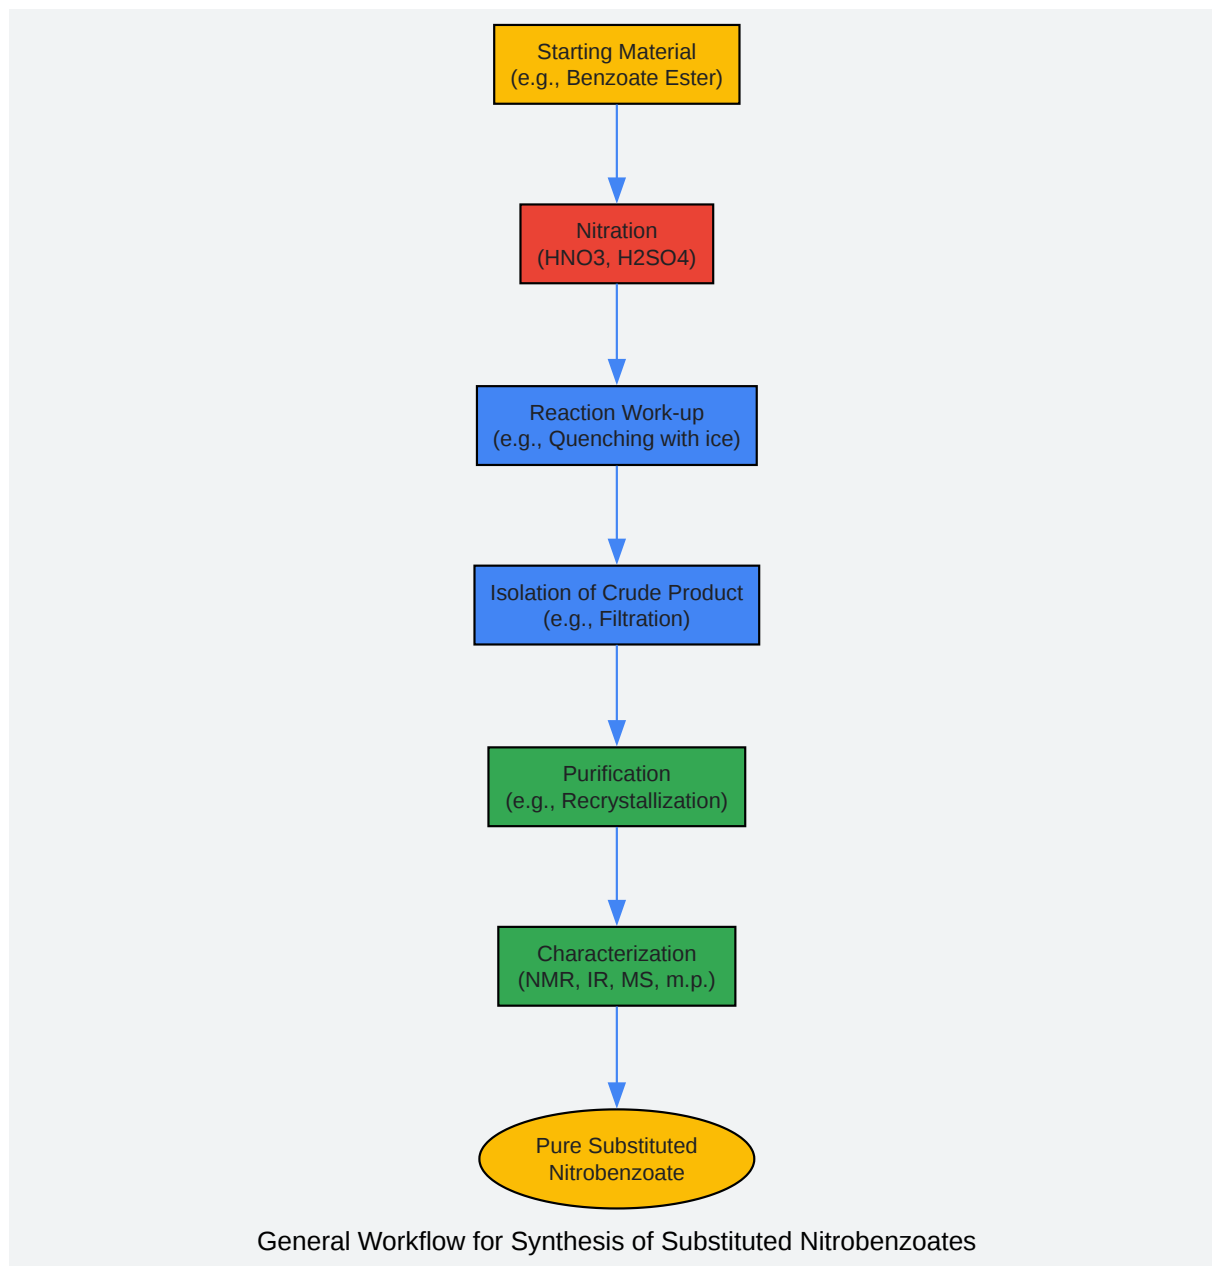 Starting Material
(e.g., Benzoate Ester)
Nitration
(HNO3, H2SO4)
Reaction Work-up
(e.g., Quenching with ice)
Isolation of Crude Product
(e.g., Filtration)
Purification
(e.g., Recrystallization)
Characterization
(NMR, IR, MS, m.p.)
Pure Substituted
Nitrobenzoate
General Workflow for Synthesis of Substituted Nitrobenzoates